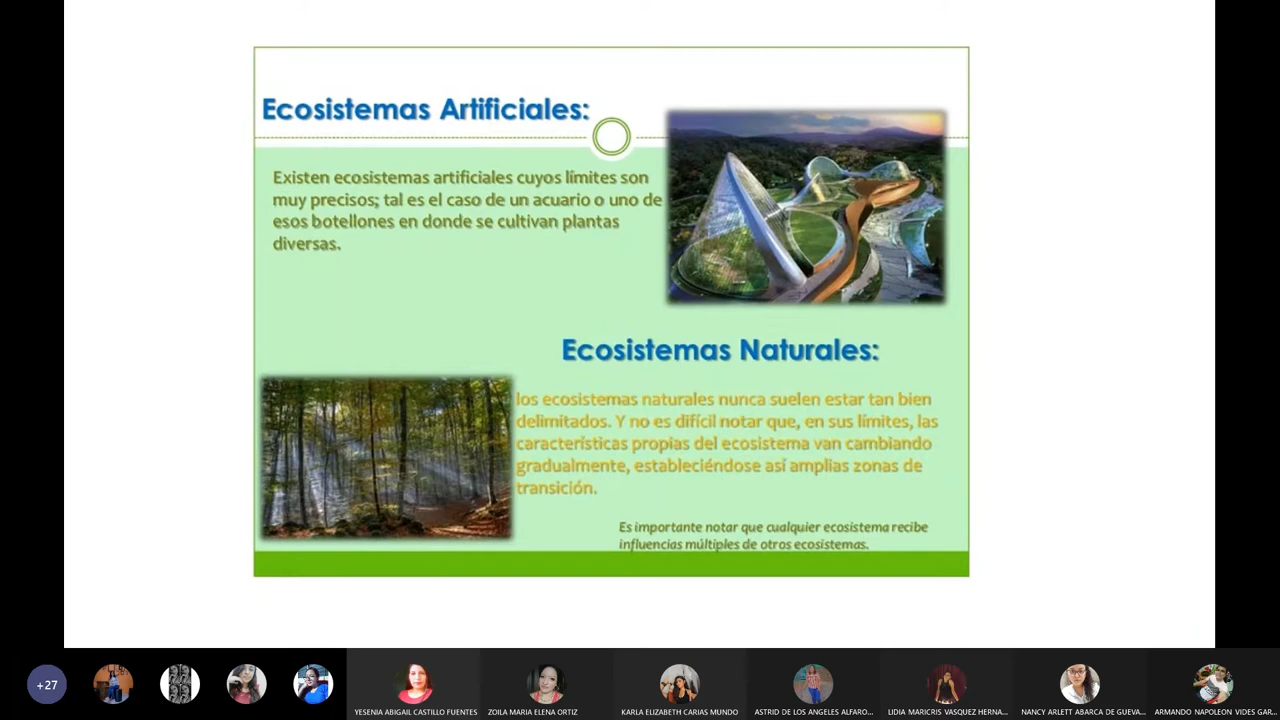 Ecosistemas Artificiales:
Existen ecosistemas artificiales cuyos límites son
muy precisos; tal es el caso de un acuario o uno de
esos botellones en donde se cultivan plantas
diversas.
Ecosistemas Naturales:
los ecosistemas naturales nunca suelen estar tan bien
delimitados. Y no es difícil notar que, en sus límites, las
características propias del ecosistema van cambiando
gradualmente, estableciéndose así amplias zonas de
transición.
Es importante notar que cualquier ecosistema recibe
influencias múltiples de otros ecosistemas.
+27
YESENIA ABIGAIL CASTILLO FUENTES
ZOILA MARIA ELENA ORTIZ
KARLA ELIZABETH CARIAS MUNDO
ASTRID DE LOS ANGELES ALFARO...
LIDIA MARICRIS VASQUEZ HERNA...
NANCY ARLETT ABARCA DE GUEVA...
ARMANDO NAPOLEON VIDES GAR...